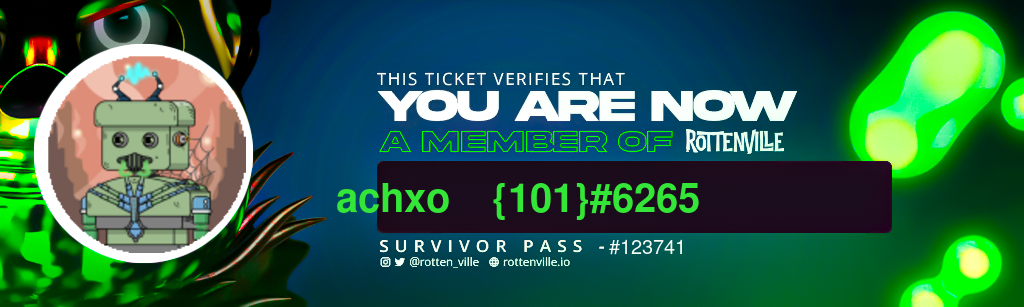 THIS TICKET VERIFIES THAT
YOU ARE NOW
A MEMBER OF ROTTENVILLE
achxo {101}#6265
SURVIVOR PASS - #123741
@rotten_ville rottenville.io